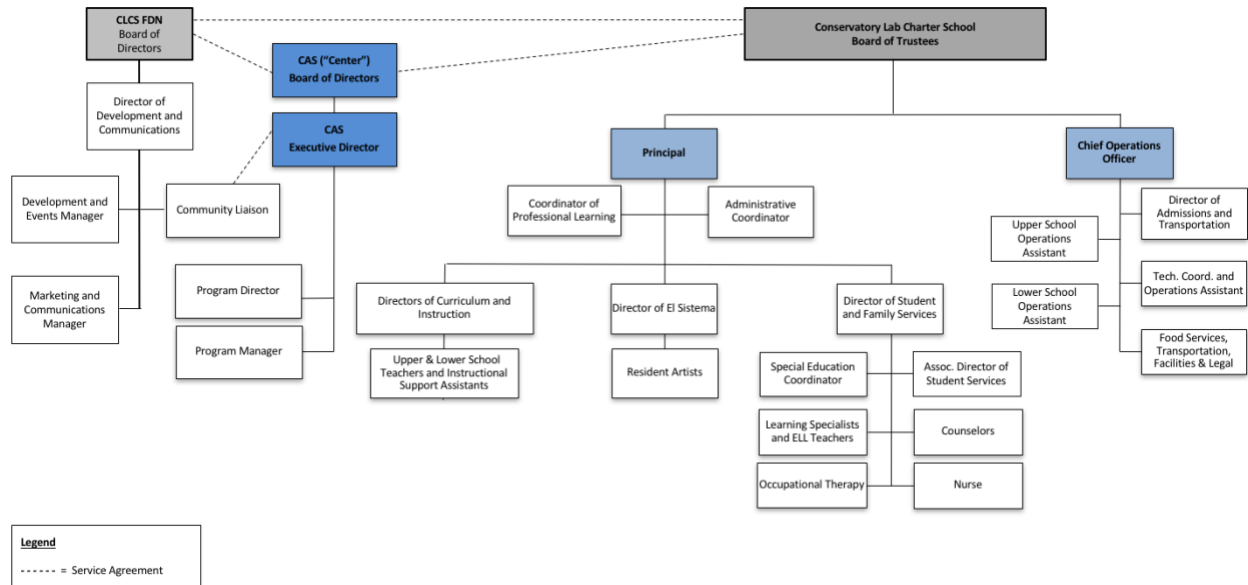 CLCS FDN
Board of
Directors
Conservatory Lab Charter School
Board of Trustees
CAS (“Center”)
Board of Directors
Director of
Development and
Communications
CAS
Executive Director
Principal
Chief Operations
Officer
Development and
Events Manager
Community Liaison
Coordinator of
Professional Learning
Administrative
Coordinator
Director of
Admissions and
Transportation
Upper School
Operations
Assistant
Marketing and
Communications
Manager
Program Director
Directors of Curriculum and
Instruction
Director of El Sistema
Director of Student
and Family Services
Lower School
Operations
Assistant
Tech. Coord. and
Operations Assistant
Program Manager
Upper & Lower School
Teachers and Instructional
Support Assistants
Resident Artists
Special Education
Coordinator
Assoc. Director of
Student Services
Food Services,
Transportation,
Facilities & Legal
Learning Specialists
and ELL Teachers
Counselors
Occupational Therapy
Nurse
Legend
------ = Service Agreement